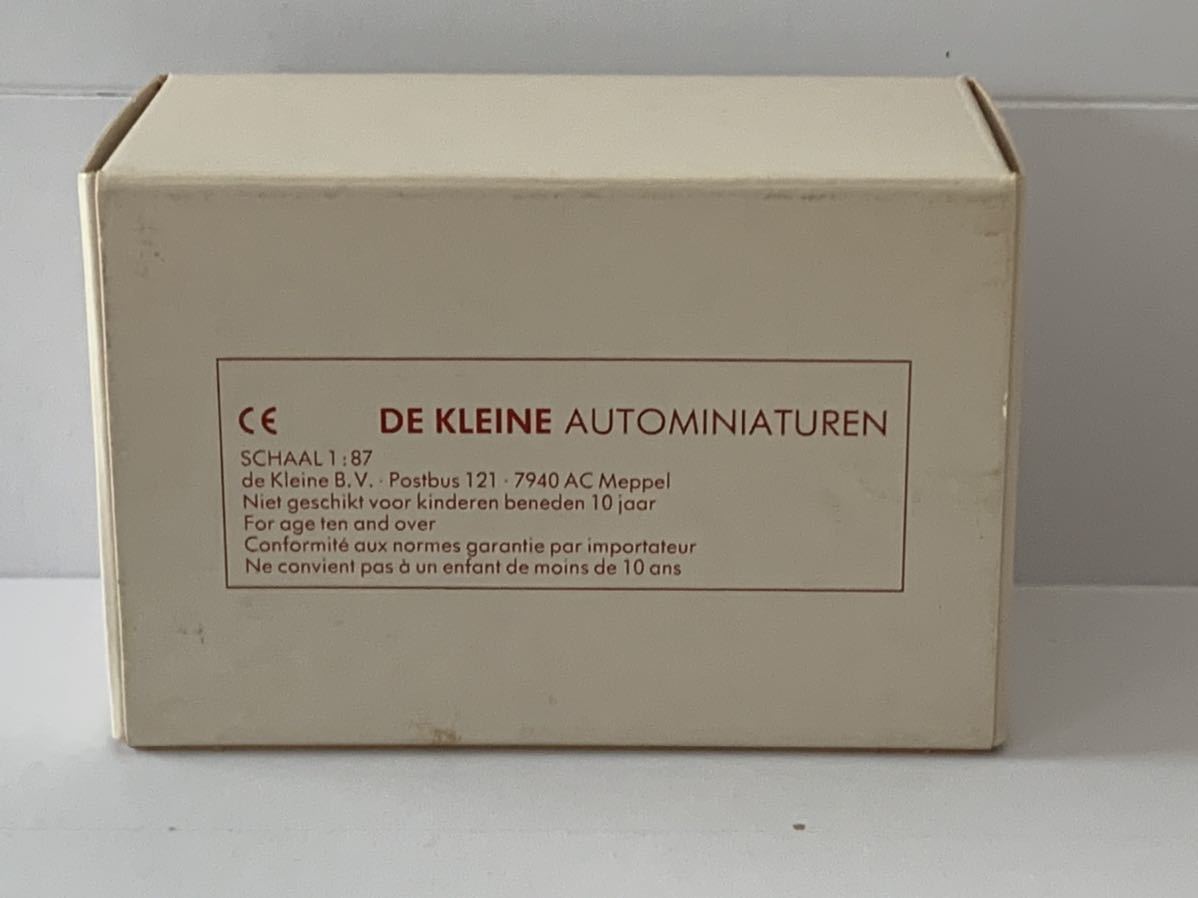 CE DE KLEINE AUTOMINIATUREN
SCHAAL 1:87
de Kleine B.V. · Postbus 121 · 7940 AC Meppel
Niet geschikt voor kinderen beneden 10 jaar
For age ten and over
Conformité aux normes garantie par importateur
Ne convient pas à un enfant de moins de 10 ans